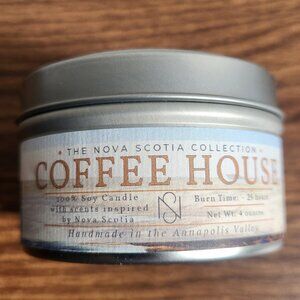 • THE NOVA SCOTIA COLLECTION •
COFFEE HOUSE
100% Soy Candle
with scents inspired
by Nova Scotia
Burn Time: ~ 25 hours
Net Wt: 4 ounces
Handmade in the Annapolis Valley